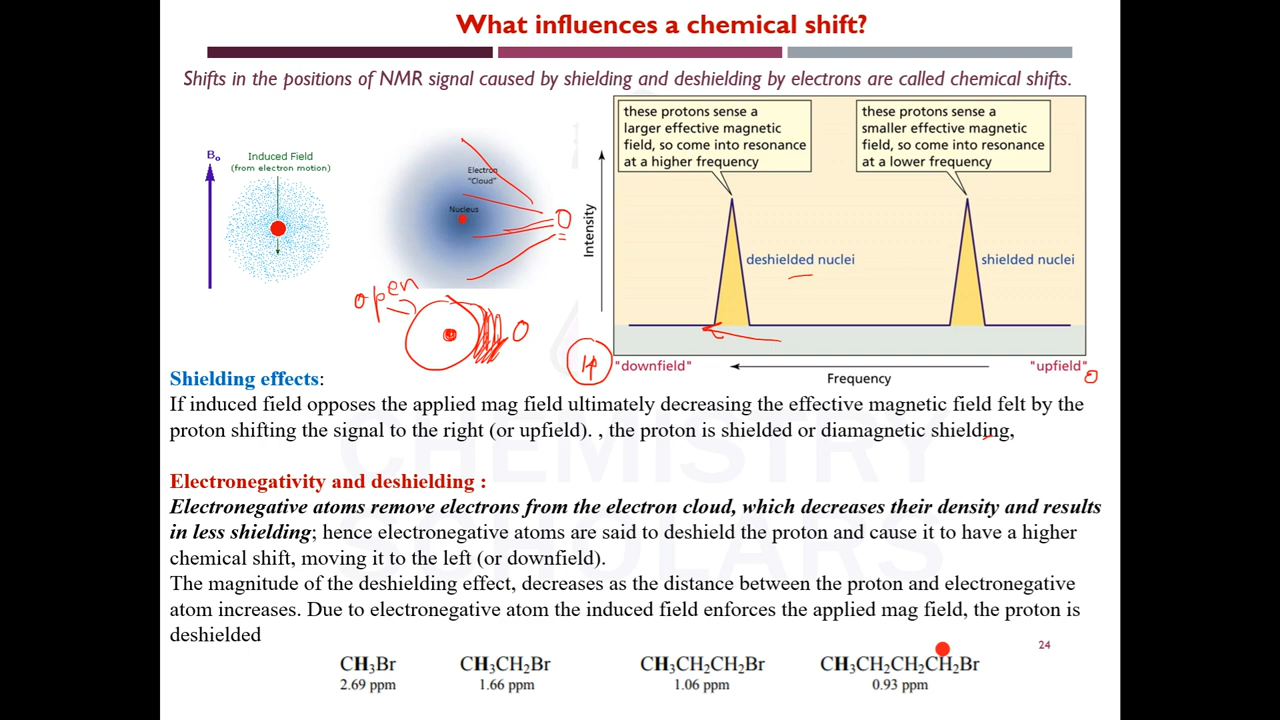 What influences a chemical shift?
Shifts in the positions of NMR signal caused by shielding and deshielding by electrons are called chemical shifts.
B₀
Induced Field
(from electron motion)
Electron
"Cloud"
Nucleus
O
open
O
these protons sense a
larger effective magnetic
field, so come into resonance
at a higher frequency
these protons sense a
smaller effective magnetic
field, so come into resonance
at a lower frequency
Intensity
deshielded nuclei
shielded nuclei
"downfield"
"upfield"
O
Frequency
Shielding effects:
If induced field opposes the applied mag field ultimately decreasing the effective magnetic field felt by the
proton shifting the signal to the right (or upfield). , the proton is shielded or diamagnetic shielding,
Electronegativity and deshielding :
Electronegative atoms remove electrons from the electron cloud, which decreases their density and results
in less shielding; hence electronegative atoms are said to deshield the proton and cause it to have a higher
chemical shift, moving it to the left (or downfield).
The magnitude of the deshielding effect, decreases as the distance between the proton and electronegative
atom increases. Due to electronegative atom the induced field enforces the applied mag field, the proton is
deshielded
24
CH₃Br
2.69 ppm
CH₃CH₂Br
1.66 ppm
CH₃CH₂CH₂Br
1.06 ppm
CH₃CH₂CH₂CH₂Br
0.93 ppm
CHEMISTRY
SCHOLARS